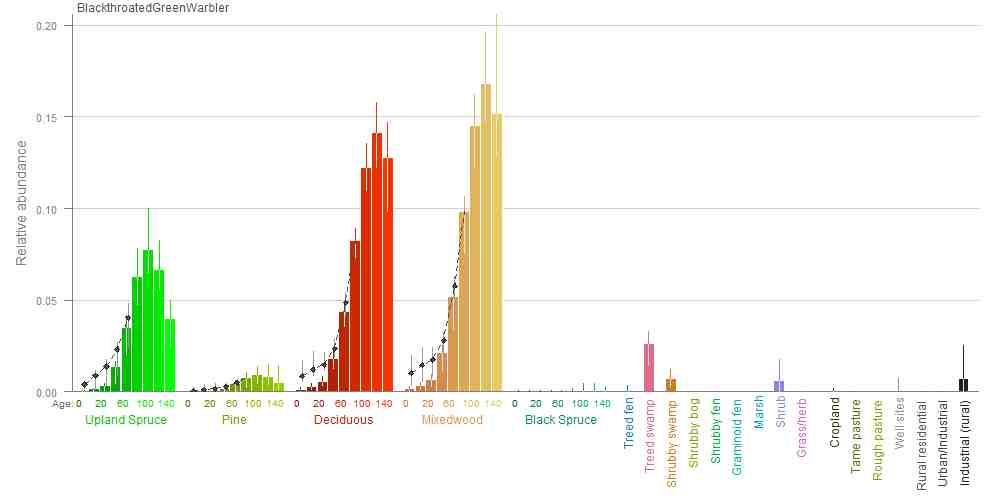 BlackthroatedGreenWarbler
Relative abundance
0.20
0.15
0.10
0.05
0.00
Age: 0 20 60 100 140 0 20 60 100 140 0 20 60 100 140 0 20 60 100 140 0 20 60 100 140
Upland Spruce Pine Deciduous Mixedwood Black Spruce
Treed fen
Treed swamp
Shrubby swamp
Shrubby bog
Shrubby fen
Graminoid fen
Marsh
Shrub
Grass/herb
Cropland
Tame pasture
Rough pasture
Well sites
Rural residential
Urban/Industrial
Industrial (rural)